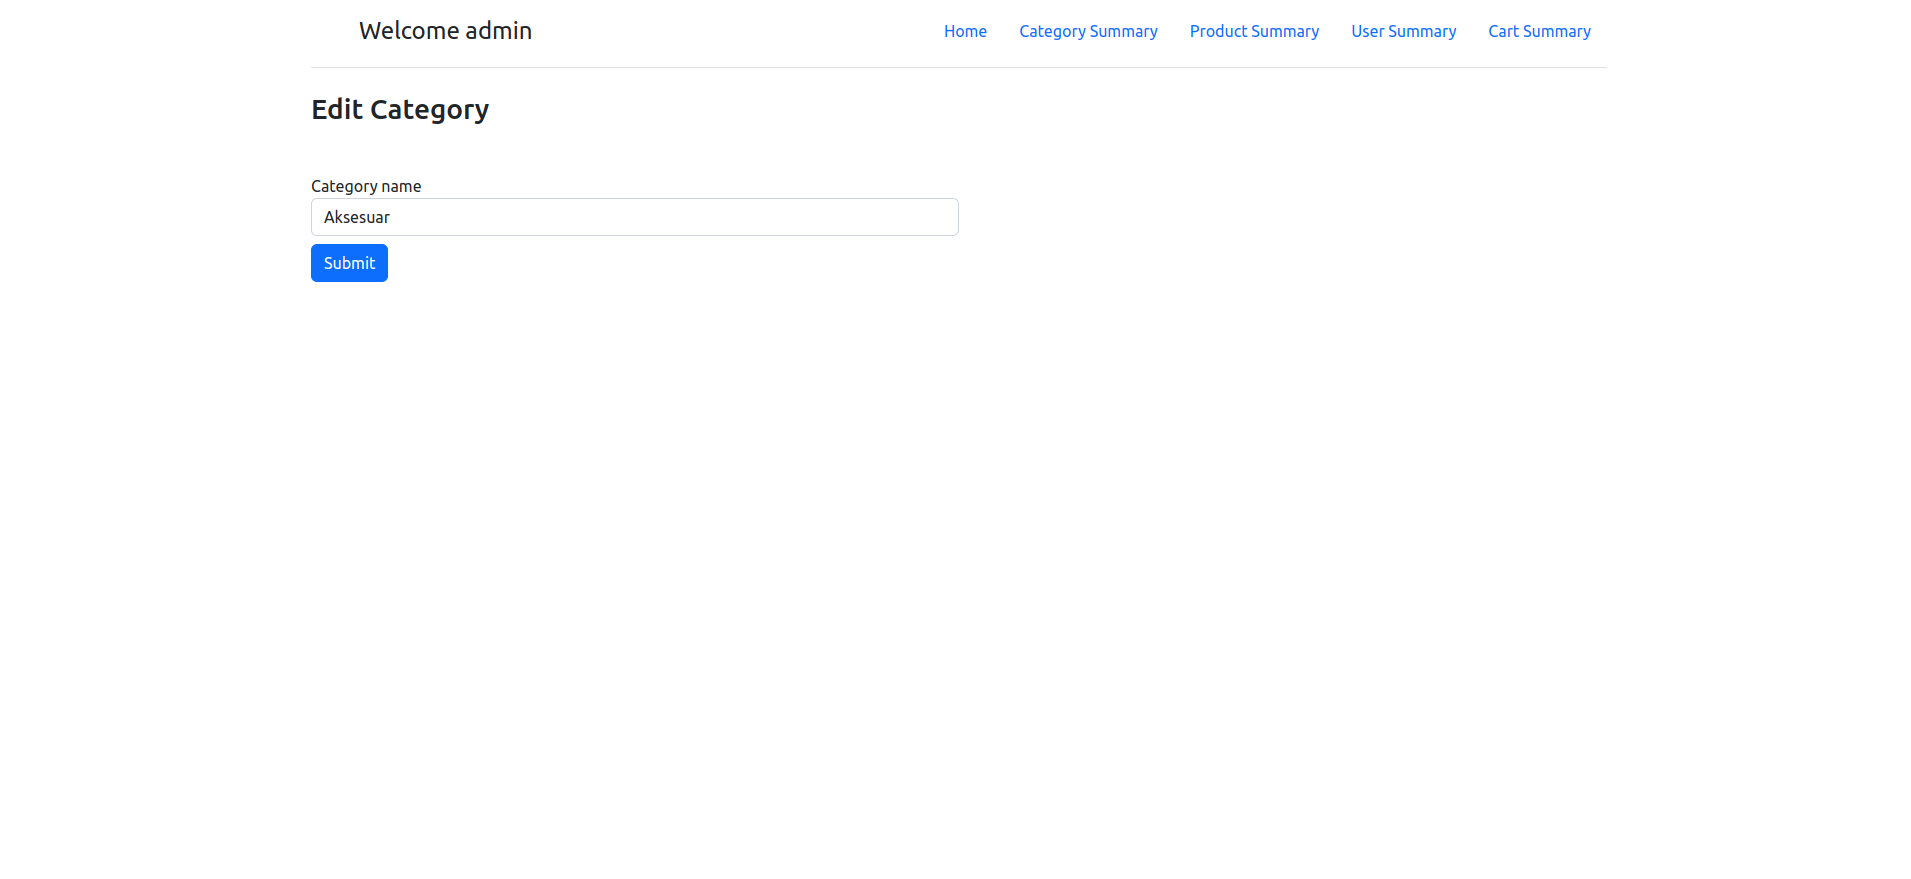 Welcome admin
Home Category Summary Product Summary User Summary Cart Summary
Edit Category
Category name
Aksesuar
Submit